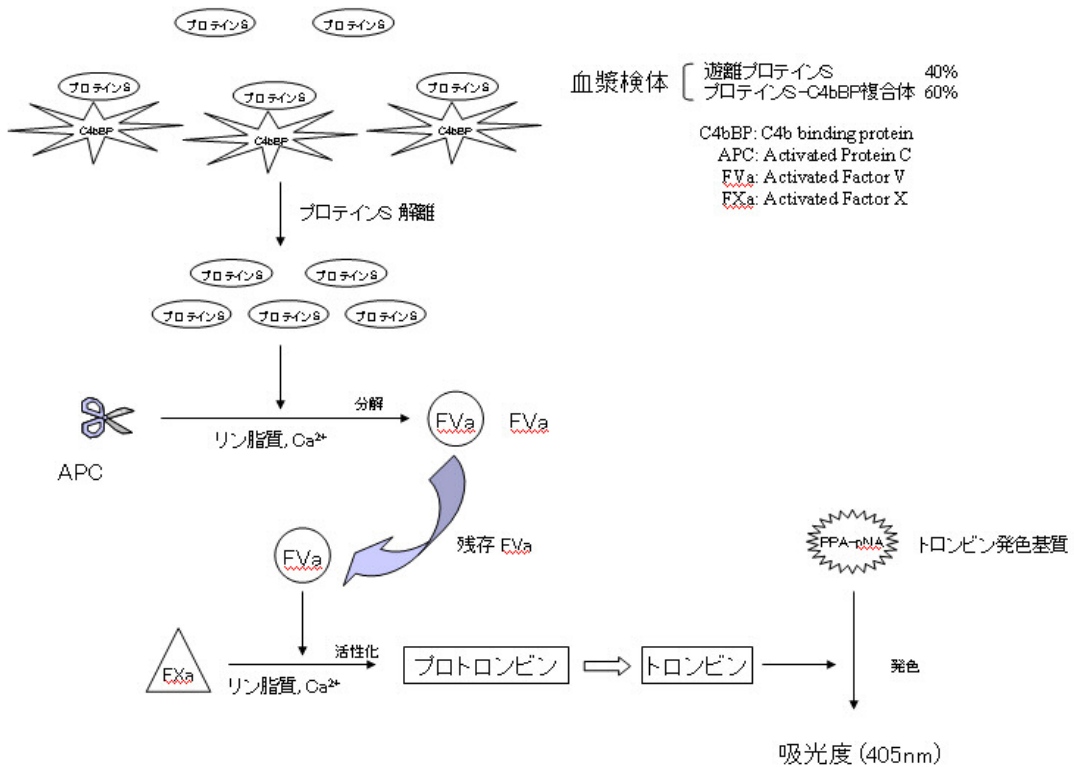 プロテインS
プロテインS
プロテインS
プロテインS
プロテインS
C4bBP
C4bBP
C4bBP
血漿検体
遊離プロテインS 40%
プロテインS-C4bBP複合体 60%
C4bBP: C4b binding protein
APC: Activated Protein C
FVa: Activated Factor V
FXa: Activated Factor X
プロテインS 解離
プロテインS
プロテインS
プロテインS
プロテインS
プロテインS
APC
分解
リン脂質, Ca²⁺
FVa
FVa
残存 FVa
FVa
PPA-pNA
トロンビン発色基質
FXa
活性化
リン脂質, Ca²⁺
プロトロンビン
トロンビン
発色
吸光度 (405nm)